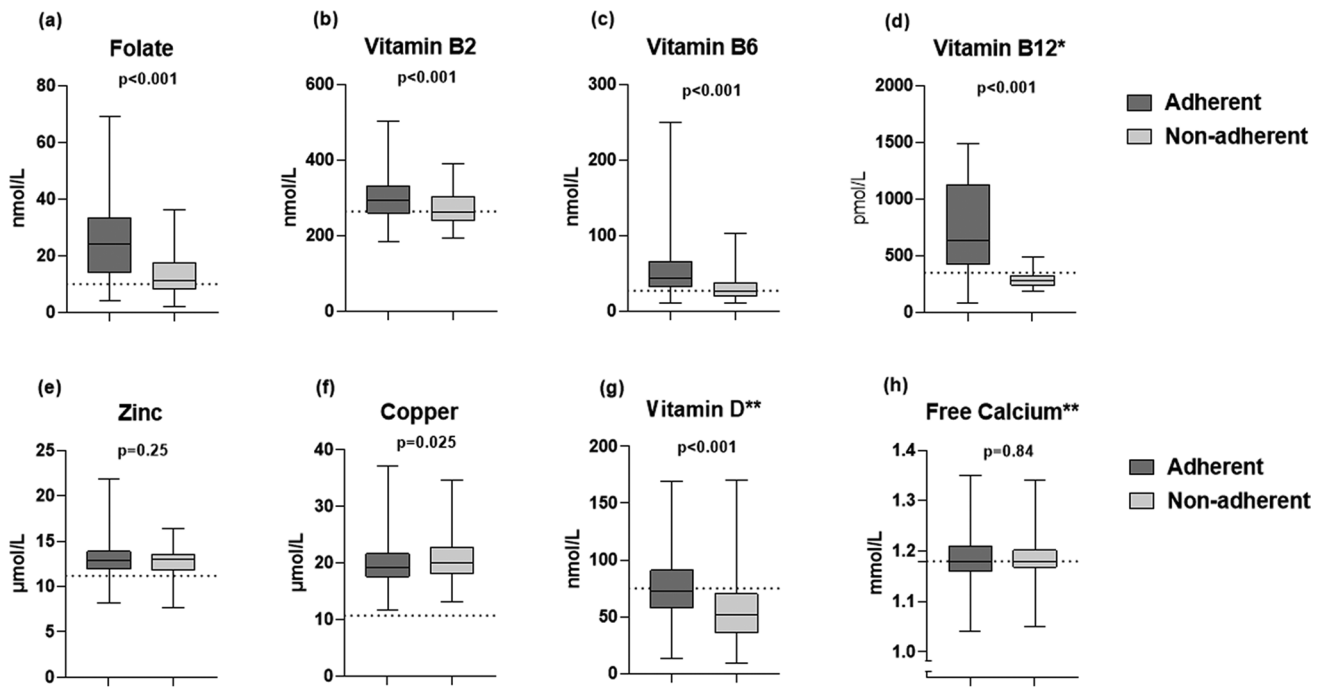 (a)
Folate
p<0.001
nmol/L
80
60
40
20
0
(b)
Vitamin B2
p<0.001
nmol/L
600
400
200
0
(c)
Vitamin B6
p<0.001
nmol/L
300
200
100
0
(d)
Vitamin B12*
p<0.001
pmol/L
2000
1500
1000
500
0
Adherent
Non-adherent
(e)
Zinc
p=0.25
µmol/L
25
20
15
10
5
0
(f)
Copper
p=0.025
µmol/L
40
30
20
10
0
(g)
Vitamin D**
p<0.001
nmol/L
200
150
100
50
0
(h)
Free Calcium**
p=0.84
mmol/L
1.4
1.3
1.2
1.1
1.0
Adherent
Non-adherent